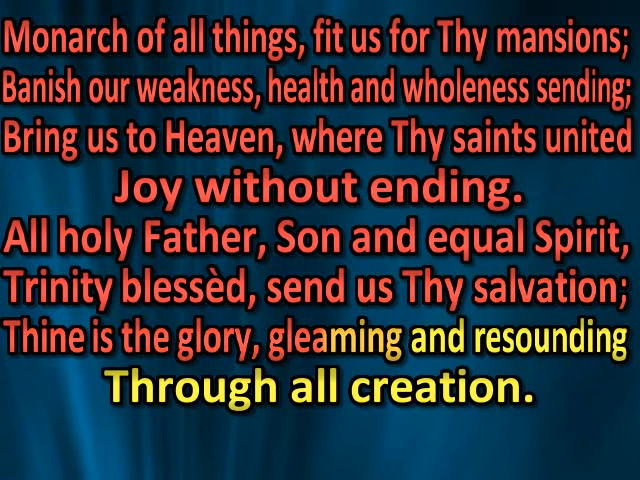 Monarch of all things, fit us for Thy mansions;
Banish our weakness, health and wholeness sending;
Bring us to Heaven, where Thy saints united
Joy without ending.
All holy Father, Son and equal Spirit,
Trinity blessèd, send us Thy salvation;
Thine is the glory, gleaming and resounding
Through all creation.